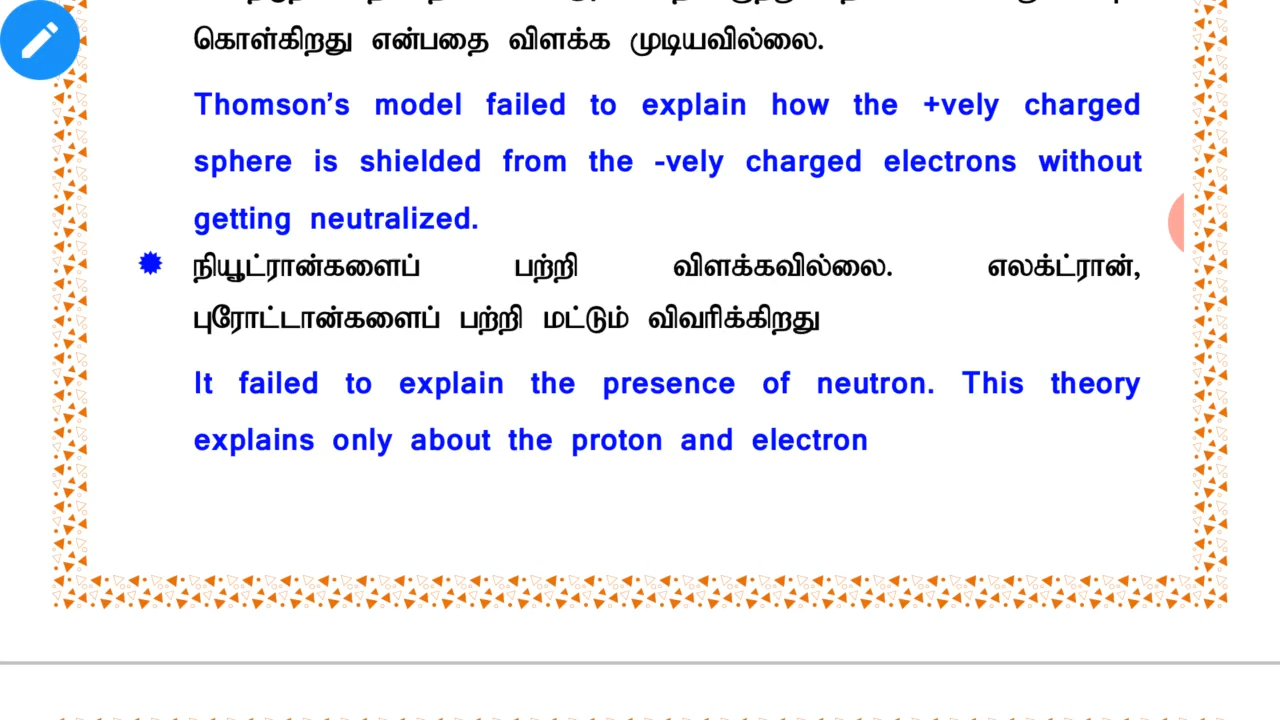 கொள்கிறது என்பதை விளக்க முடியவில்லை.
Thomson’s model failed to explain how the +vely charged
sphere is shielded from the -vely charged electrons without
getting neutralized.
நியூட்ரான்களைப் பற்றி விளக்கவில்லை. எலக்ட்ரான்,
புரோட்டான்களைப் பற்றி மட்டும் விவரிக்கிறது
It failed to explain the presence of neutron. This theory
explains only about the proton and electron